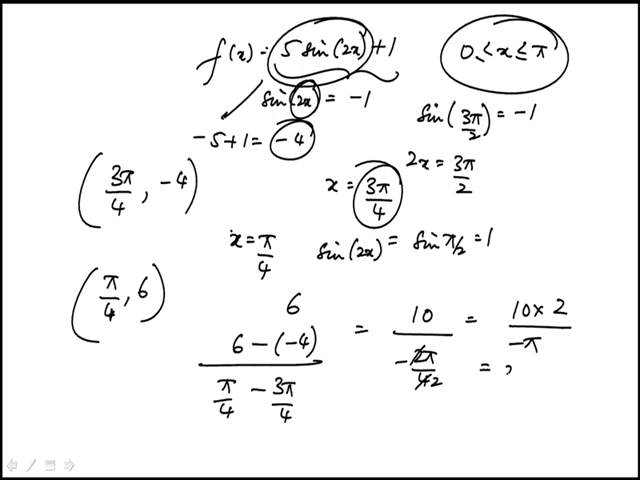 f(x) = 5 sin(2x) + 1
0 ≤ x ≤ π
sin(2x) = -1
sin(3π/2) = -1
-5+1 = -4
(3π/4, -4)
2x = 3π/2
x = 3π/4
x = π/4
sin(2x) = sin π/2 = 1
(π/4, 6)
6
6-(-4) / π/4 - 3π/4 = 10 / -2π/42 = 10×2 / -π
=